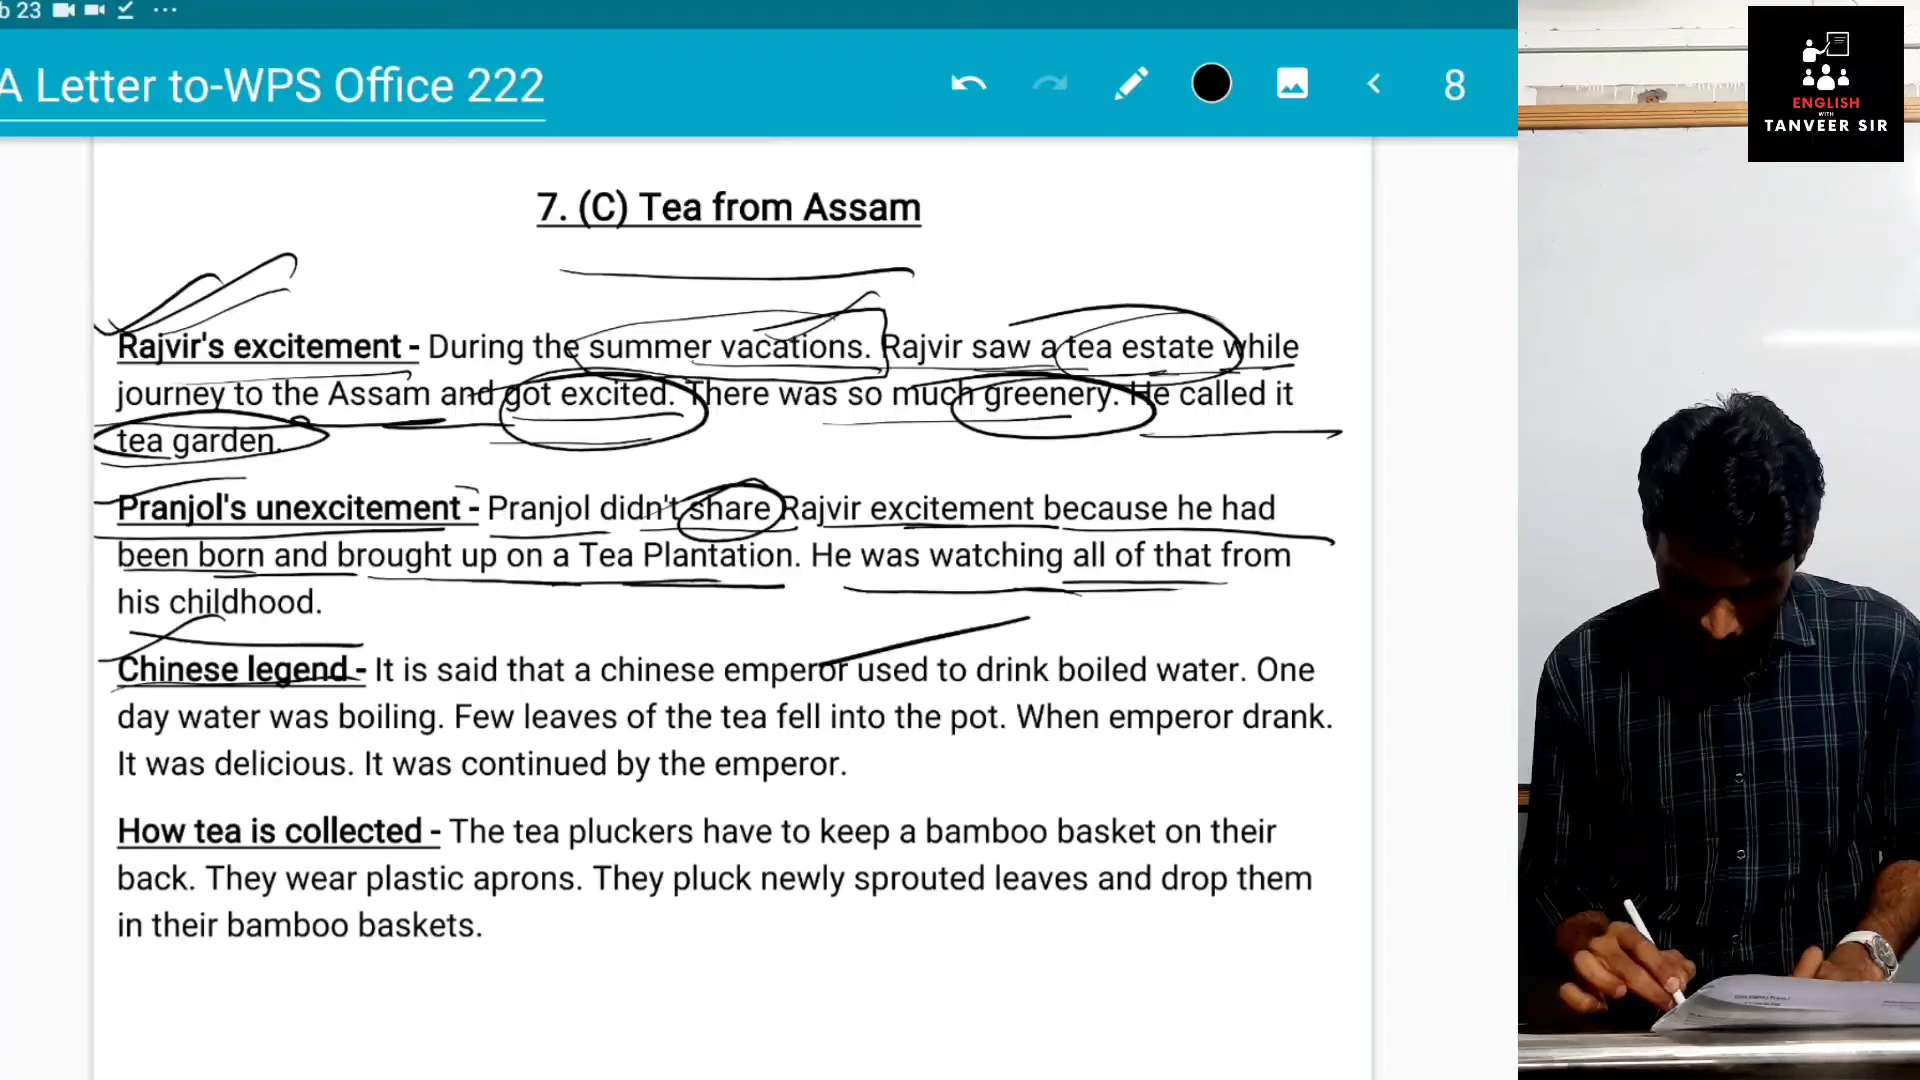 b 23
A Letter to-WPS Office 222
8
ENGLISH
WITH
TANVEER SIR
7. (C) Tea from Assam
Rajvir's excitement - During the summer vacations. Rajvir saw a tea estate while
journey to the Assam and got excited. There was so much greenery. He called it
tea garden.
Pranjol's unexcitement - Pranjol didn't share Rajvir excitement because he had
been born and brought up on a Tea Plantation. He was watching all of that from
his childhood.
Chinese legend - It is said that a chinese emperor used to drink boiled water. One
day water was boiling. Few leaves of the tea fell into the pot. When emperor drank.
It was delicious. It was continued by the emperor.
How tea is collected - The tea pluckers have to keep a bamboo basket on their
back. They wear plastic aprons. They pluck newly sprouted leaves and drop them
in their bamboo baskets.